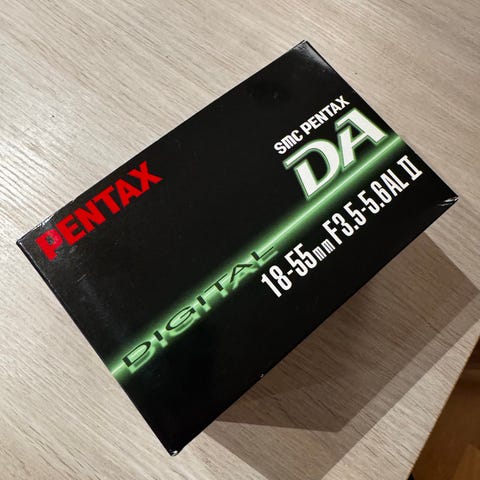 PENTAX
smc PENTAX
DA
DIGITAL
18-55mm F3.5-5.6AL II